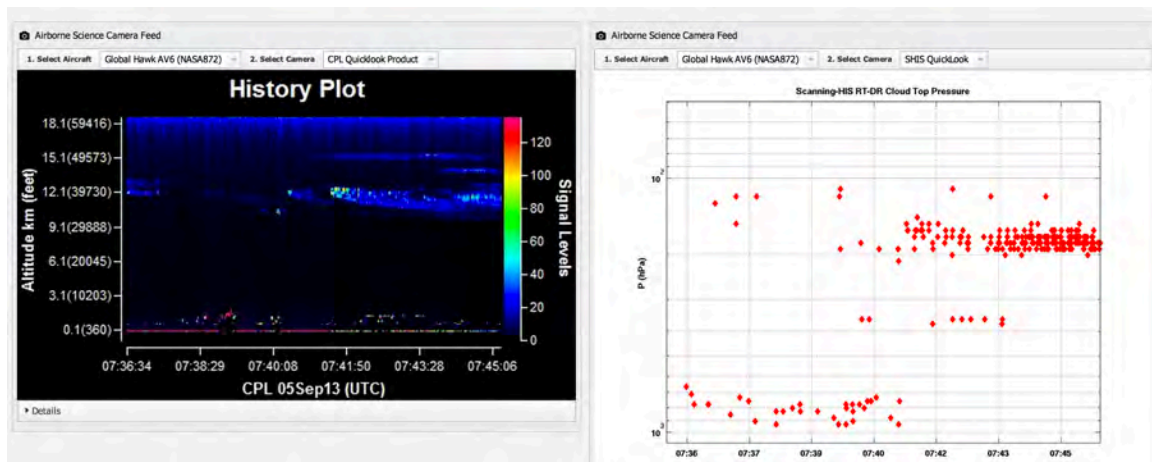 Airborne Science Camera Feed
1. Select Aircraft Global Hawk AV6 (NASA872) 2. Select Camera CPL Quicklook Product
History Plot
Altitude km (feet)
18.1(59416)
15.1(49573)
12.1(39730)
9.1(29888)
6.1(20045)
3.1(10203)
0.1(360)
120
100
80
60
40
20
0
Signal Levels
07:36:34 07:38:29 07:40:08 07:41:50 07:43:28 07:45:06
CPL 05Sep13 (UTC)
Details
Airborne Science Camera Feed
1. Select Aircraft Global Hawk AV6 (NASA872) 2. Select Camera SHIS QuickLook
Scanning-HIS RT-DR Cloud Top Pressure
P (hPa)
10²
10³
07:36 07:37 07:39 07:40 07:42 07:43 07:45